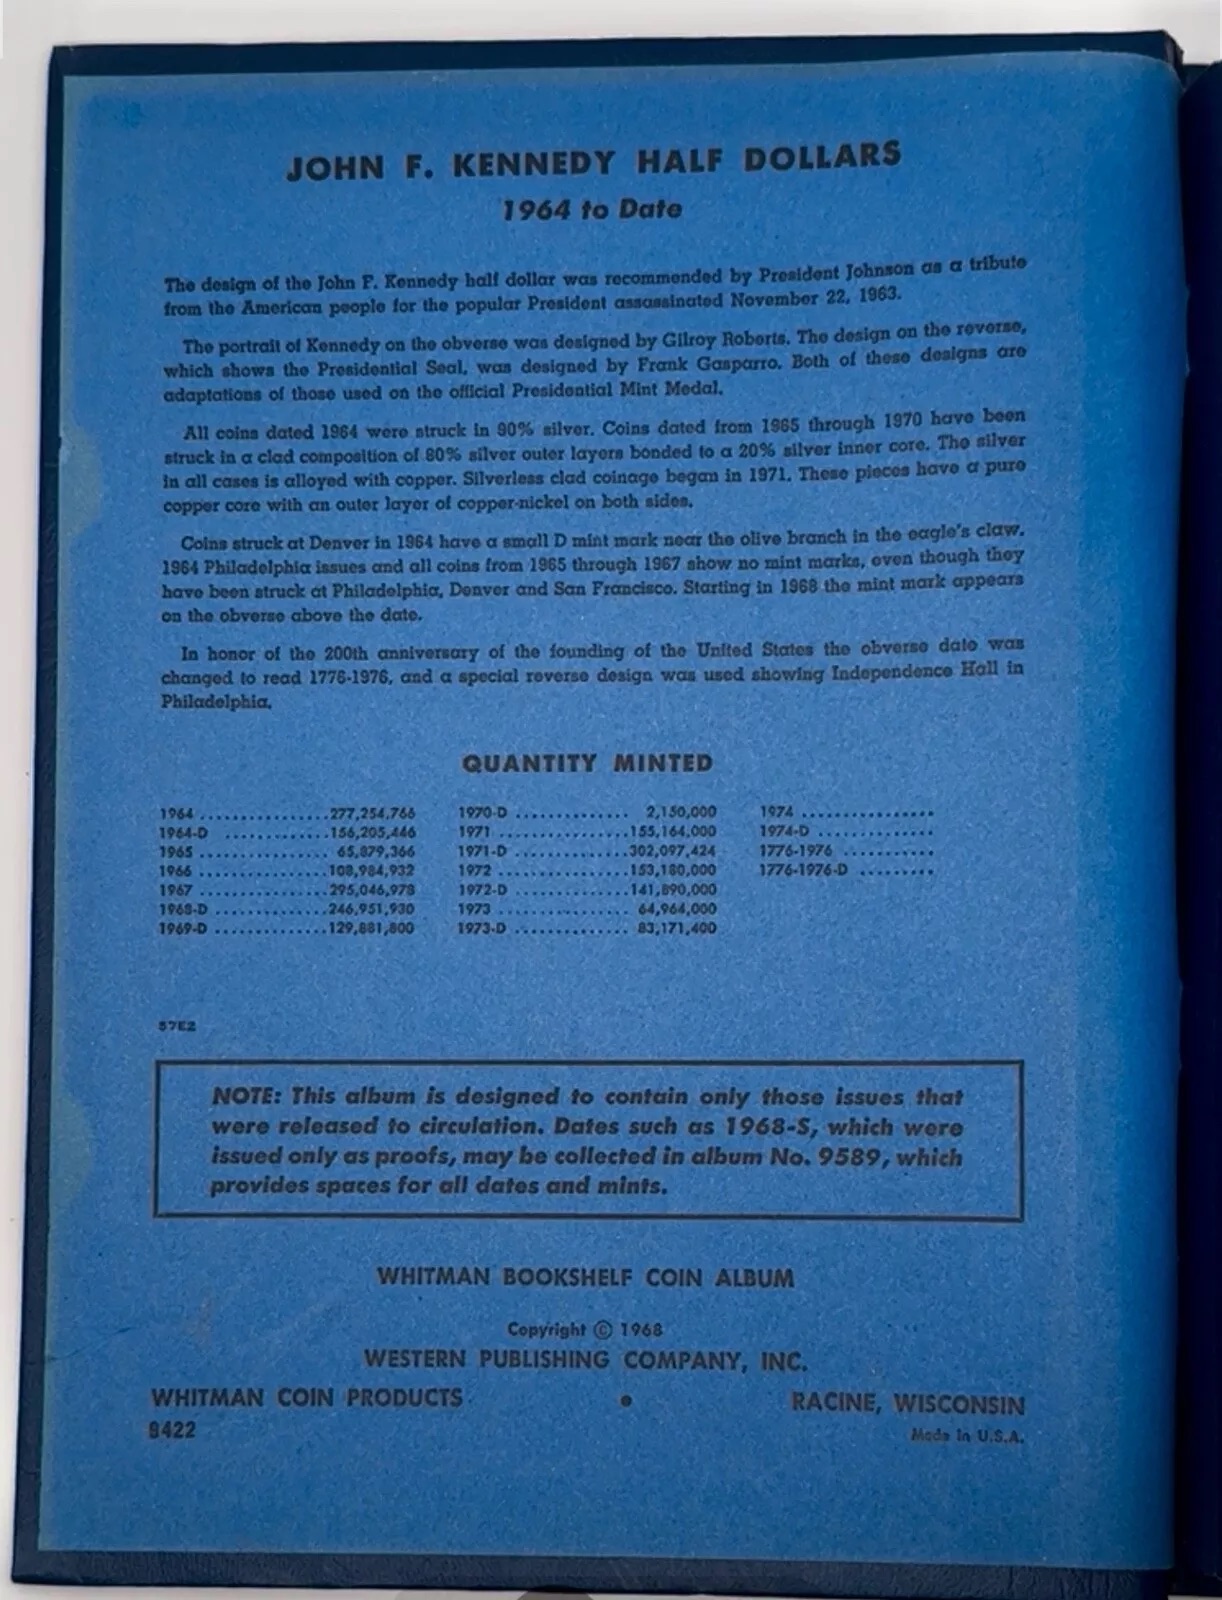 JOHN F. KENNEDY HALF DOLLARS
1964 to Date
The design of the John F. Kennedy half dollar was recommended by President Johnson as a tribute
from the American people for the popular President assassinated November 22, 1963.
The portrait of Kennedy on the obverse was designed by Gilroy Roberts. The design on the reverse,
which shows the Presidential Seal, was designed by Frank Gasparro. Both of these designs are
adaptations of those used on the official Presidential Mint Medal.
All coins dated 1964 were struck in 90% silver. Coins dated from 1965 through 1970 have been
struck in a clad composition of 80% silver outer layers bonded to a 20% silver inner core. The silver
in all cases is alloyed with copper. Silverless clad coinage began in 1971. These pieces have a pure
copper core with an outer layer of copper-nickel on both sides.
Coins struck at Denver in 1964 have a small D mint mark near the olive branch in the eagle's claw.
1964 Philadelphia issues and all coins from 1965 through 1967 show no mint marks, even though they
have been struck at Philadelphia, Denver and San Francisco. Starting in 1968 the mint mark appears
on the obverse above the date.
In honor of the 200th anniversary of the founding of the United States the obverse date was
changed to read 1776-1976, and a special reverse design was used showing Independence Hall in
Philadelphia.
QUANTITY MINTED
1964 ................277,254,766
1964-D .............156,205,446
1965 ................ 65,879,366
1966 ................108,984,932
1967 ................295,046,978
1968-D ..............246,951,930
1969-D ..............129,881,800
1970-D .............. 2,150,000
1971 ................155,164,000
1971-D ..............302,097,424
1972 ................153,180,000
1972-D ..............141,890,000
1973 ................ 64,964,000
1973-D .............. 83,171,400
1974 ................
1974-D ..............
1776-1976 ...........
1776-1976-D .........
57E2
NOTE: This album is designed to contain only those issues that
were released to circulation. Dates such as 1968-S, which were
issued only as proofs, may be collected in album No. 9589, which
provides spaces for all dates and mints.
WHITMAN BOOKSHELF COIN ALBUM
Copyright © 1968
WESTERN PUBLISHING COMPANY, INC.
WHITMAN COIN PRODUCTS • RACINE, WISCONSIN
9422 Made in U.S.A.